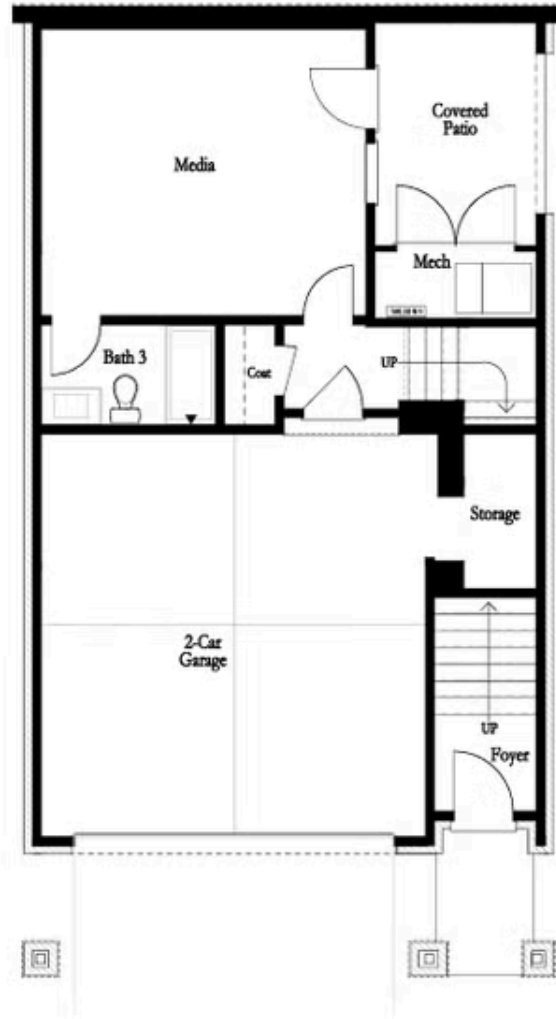 Covered
Patio
Media
Mech
Bath 3
Coat
UP
Storage
2-Car
Garage
UP
Foyer